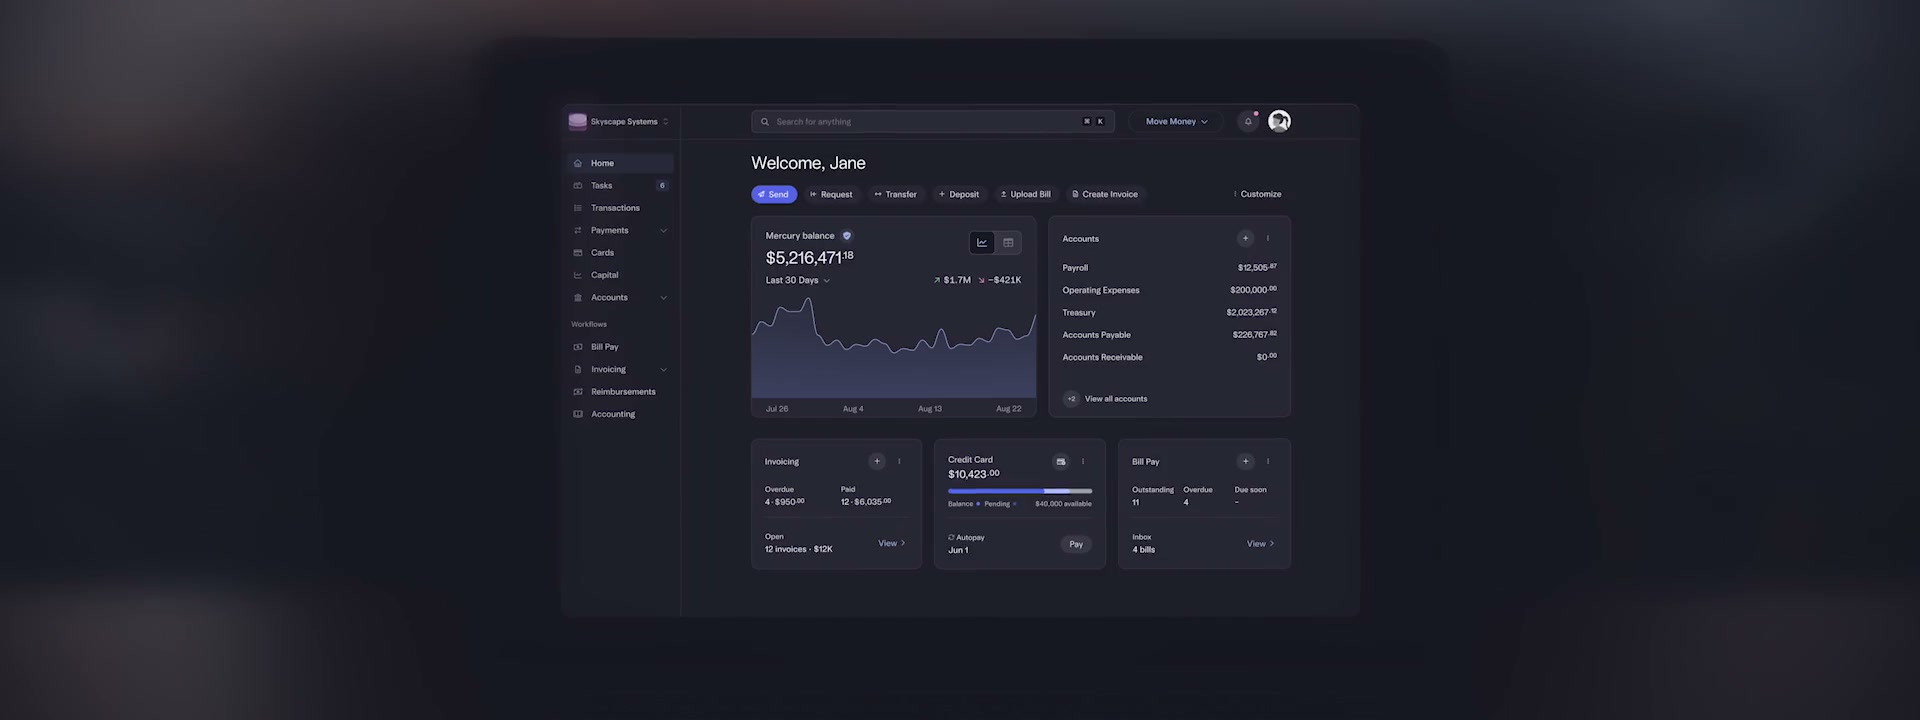 Skyscape Systems
Search for anything
⌘ K
Move Money
Home
Tasks 6
Transactions
Payments
Cards
Capital
Accounts
Workflows
Bill Pay
Invoicing
Reimbursements
Accounting
Welcome, Jane
Send Request Transfer Deposit Upload Bill Create Invoice Customize
Mercury balance
$5,216,471.18
Last 30 Days $1.7M −$421K
Jul 26 Aug 4 Aug 13 Aug 22
Accounts
Payroll $12,505.87
Operating Expenses $200,000.00
Treasury $2,023,267.12
Accounts Payable $226,767.82
Accounts Receivable $0.00
+2 View all accounts
Invoicing
Overdue Paid
4 · $950.00 12 · $6,035.00
Open
12 invoices · $12K View
Credit Card
$10,423.00
Balance Pending $40,000 available
Autopay
Jun 1 Pay
Bill Pay
Outstanding Overdue Due soon
11 4 –
Inbox
4 bills View